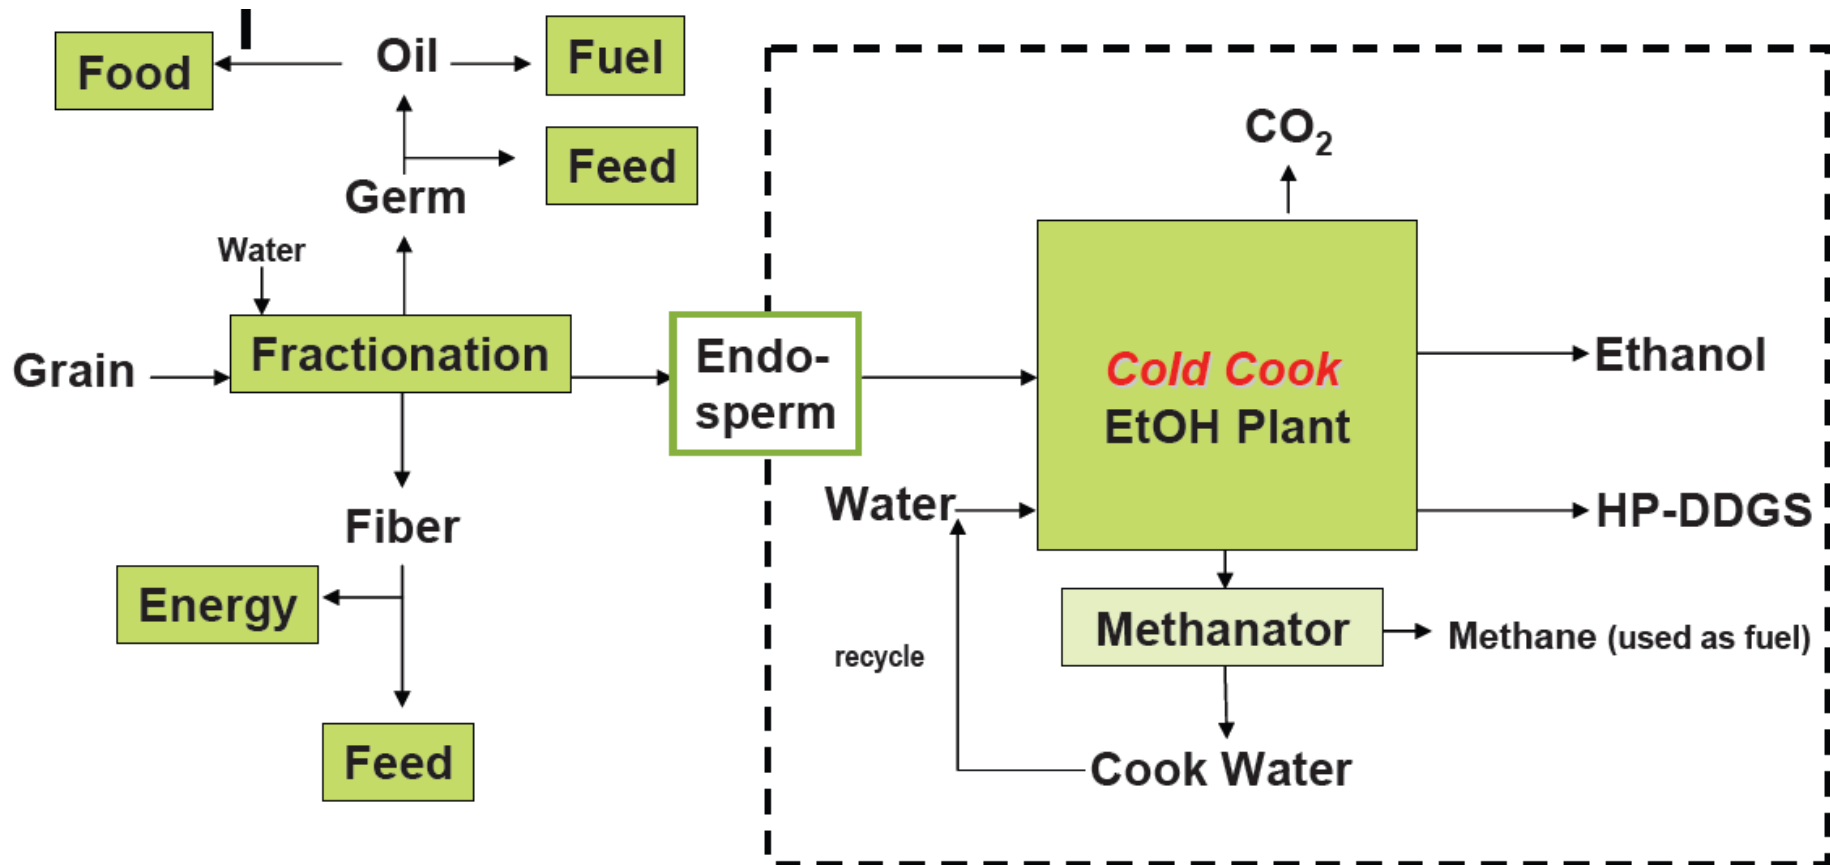 Food
Oil
Fuel
Feed
Germ
Water
Grain
Fractionation
Endo-
sperm
Fiber
Energy
Feed
CO₂
Cold Cook
EtOH Plant
Ethanol
Water
HP-DDGS
Methanator
Methane (used as fuel)
recycle
Cook Water